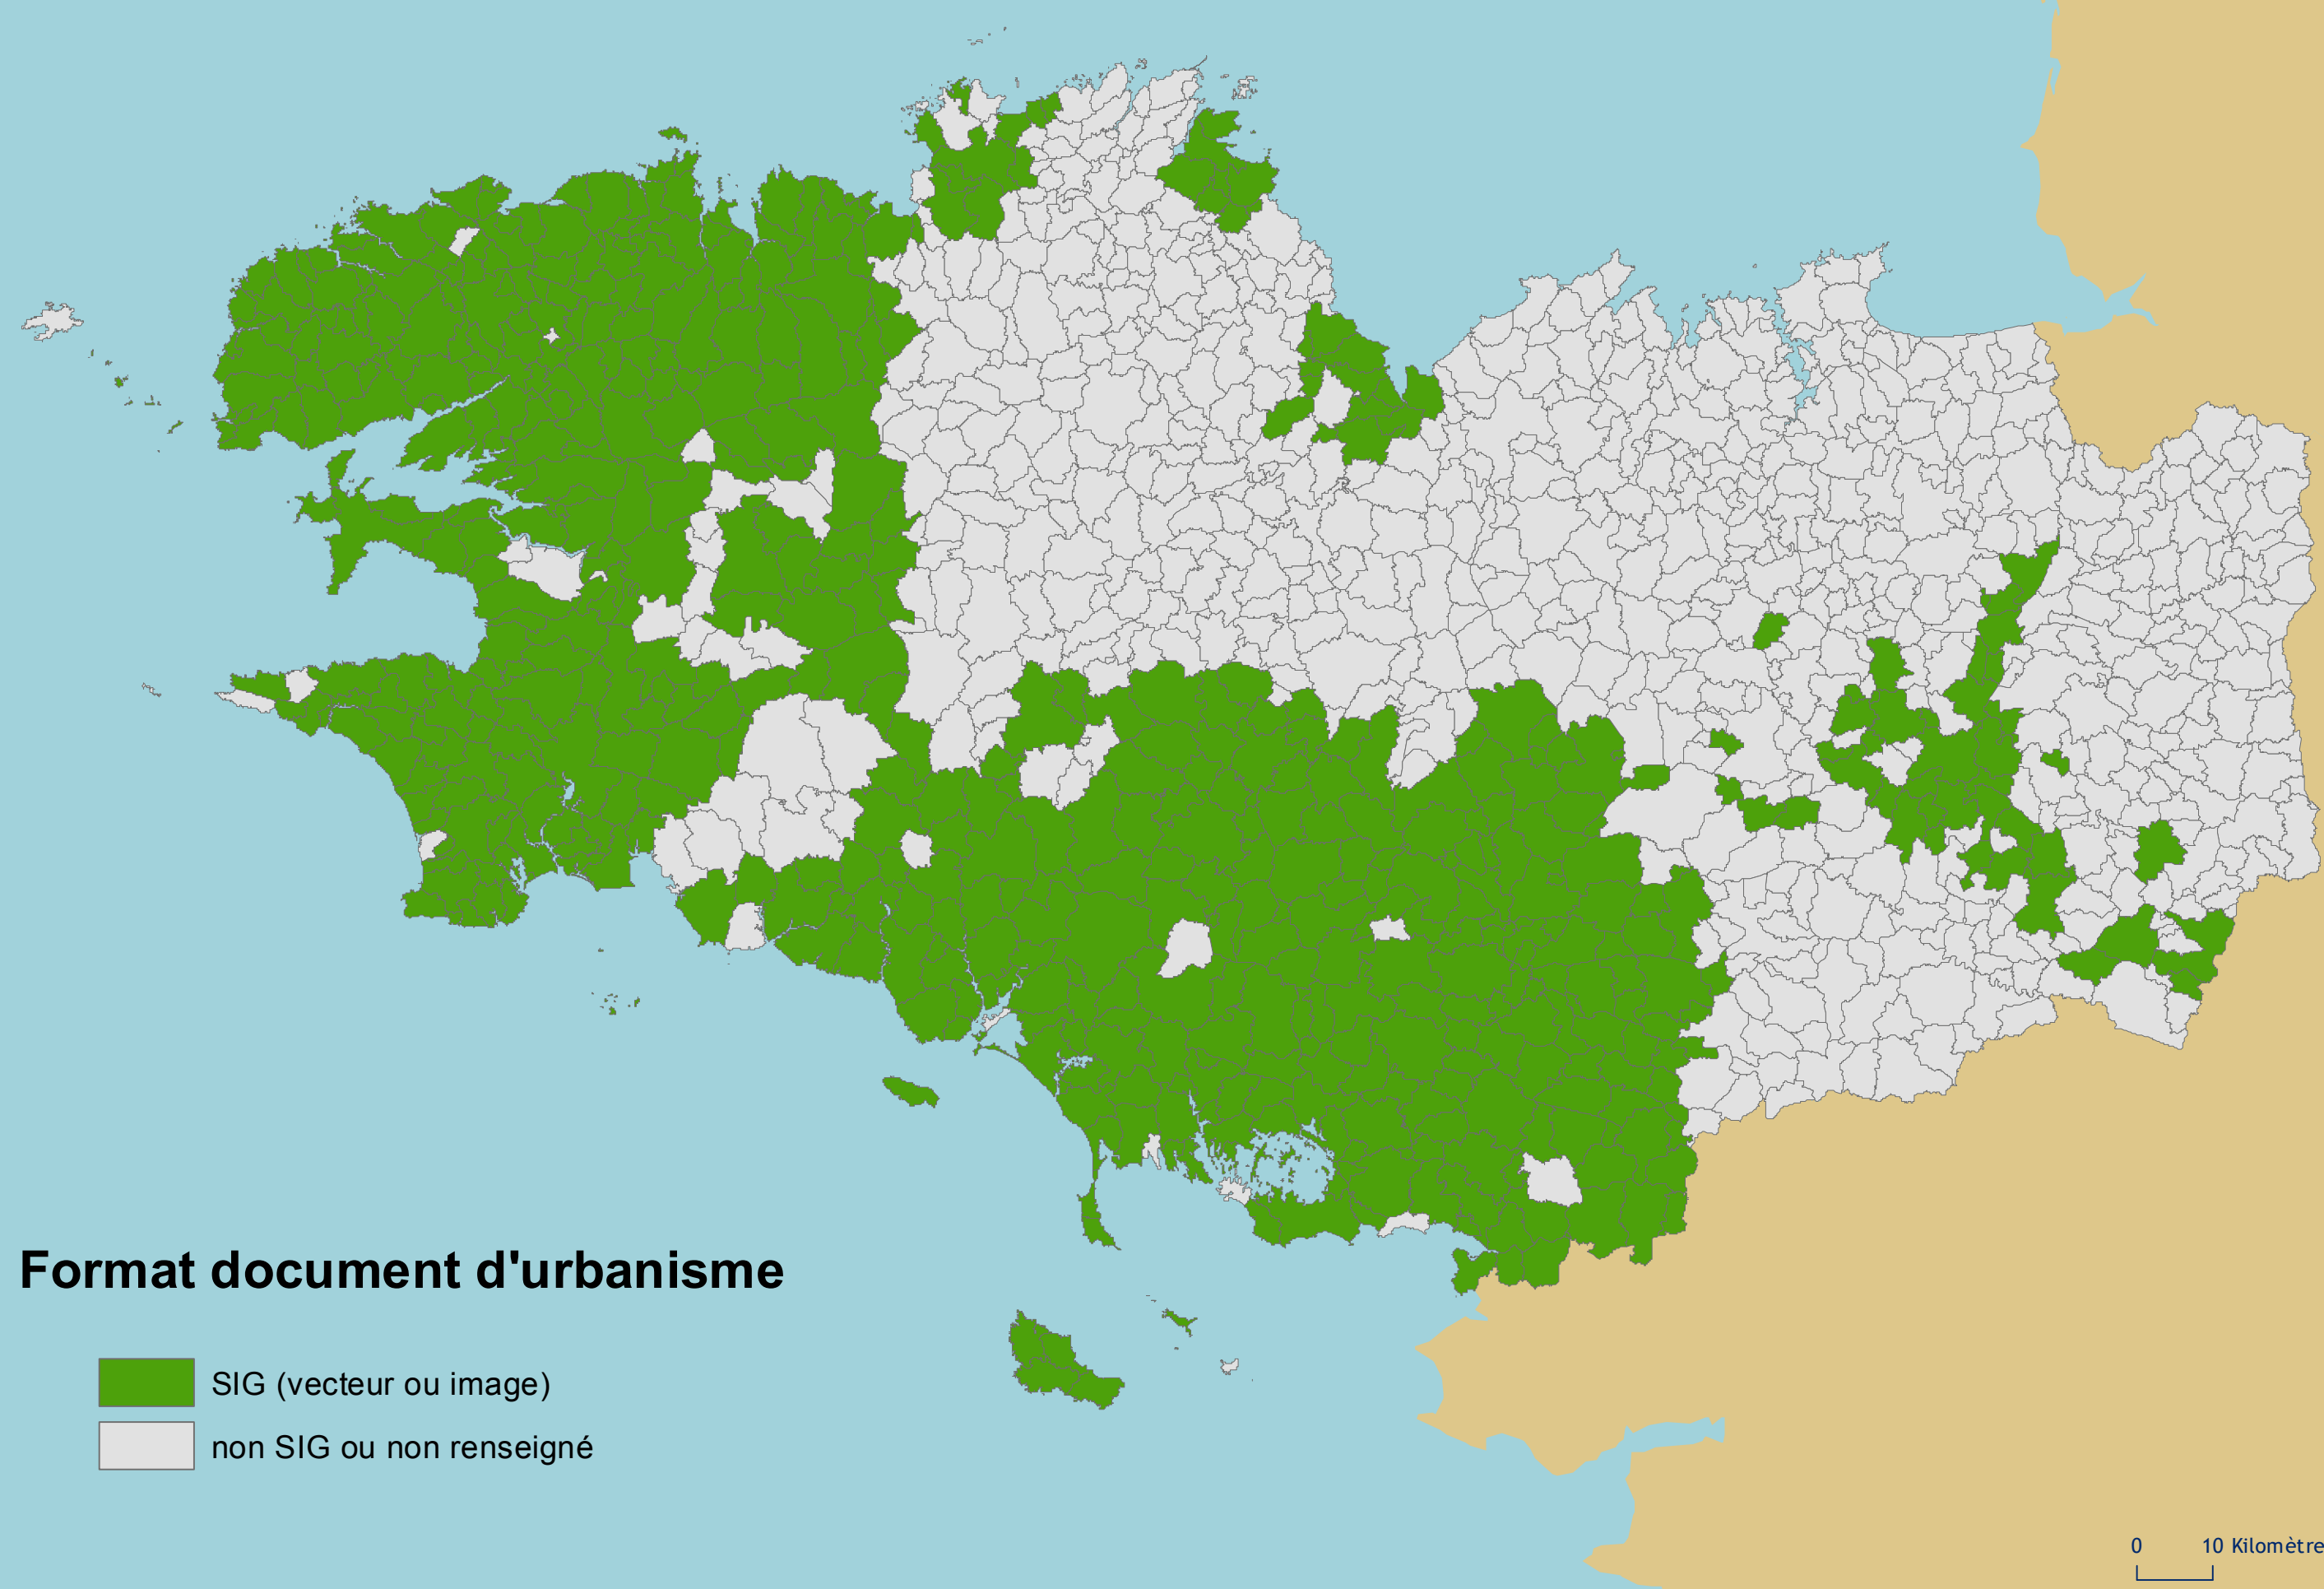 Format document d'urbanisme
SIG (vecteur ou image)
non SIG ou non renseigné
0 10 Kilomètre